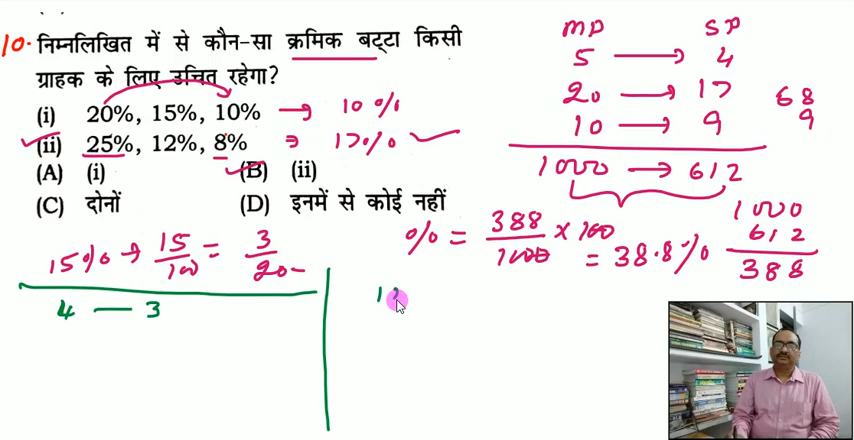 10. निम्नलिखित में से कौन-सा क्रमिक बट्टा किसी
ग्राहक के लिए उचित रहेगा?
(i) 20%, 15%, 10% → 10%
(ii) 25%, 12%, 8% ⇒ 17%
(A) (i) (B) (ii)
(C) दोनों (D) इनमें से कोई नहीं
MP SP
5 → 4
20 → 17
10 → 9
1000 → 612
68
9
% = 388/1000 × 100
= 38.8%
1000
612
388
15% → 15/100 = 3/20
4 — 3